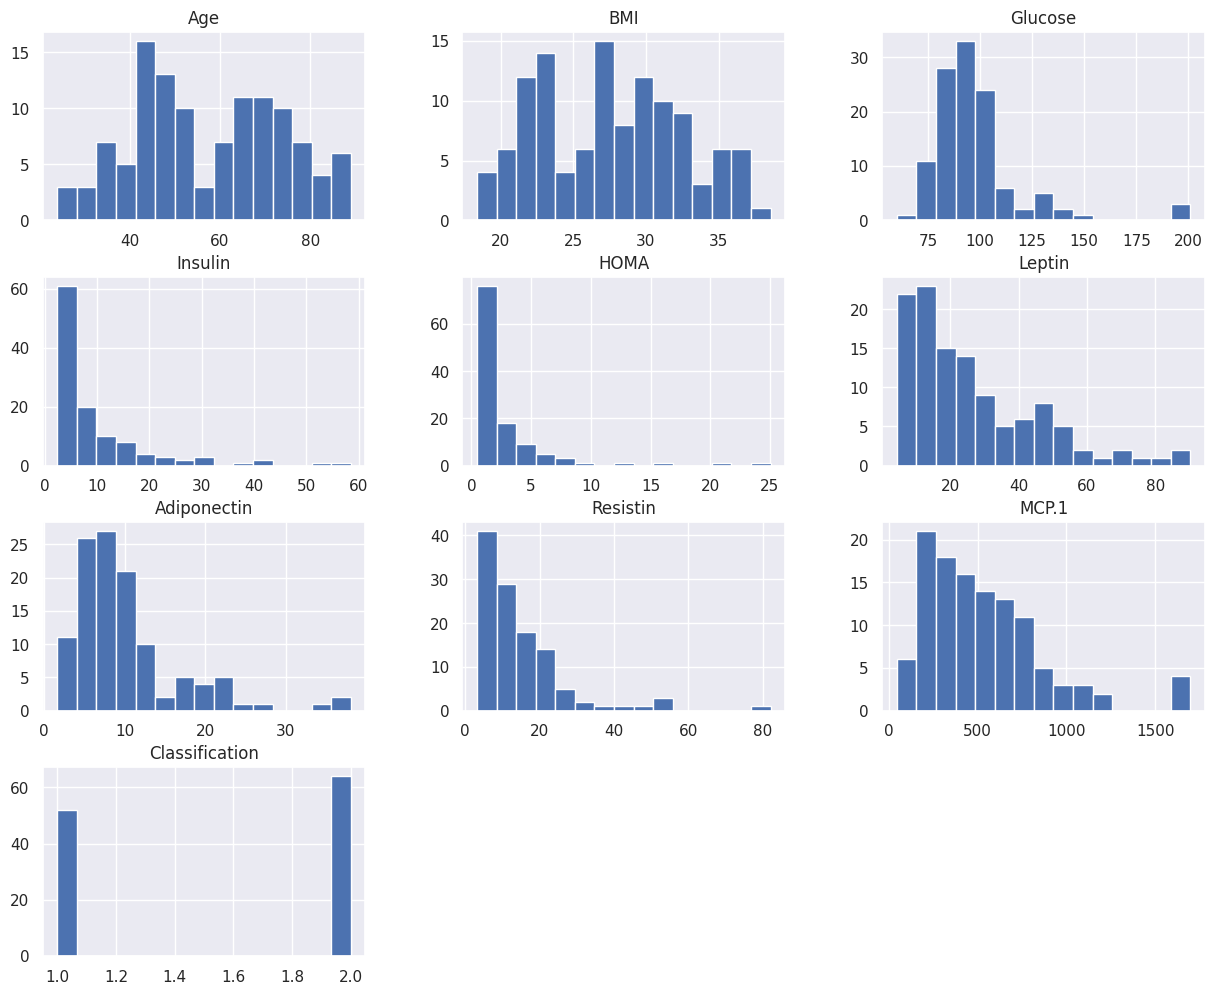 Age BMI Glucose
15 10 5 0
40 60 80
15 10 5 0
20 25 30 35
30 20 10 0
75 100 125 150 175 200
Insulin HOMA Leptin
60 40 20 0
0 10 20 30 40 50 60
60 40 20 0
0 5 10 15 20 25
20 15 10 5 0
20 40 60 80
Adiponectin Resistin MCP.1
25 20 15 10 5 0
0 10 20 30
40 30 20 10 0
0 20 40 60 80
20 15 10 5 0
0 500 1000 1500
Classification
60 40 20 0
1.0 1.2 1.4 1.6 1.8 2.0